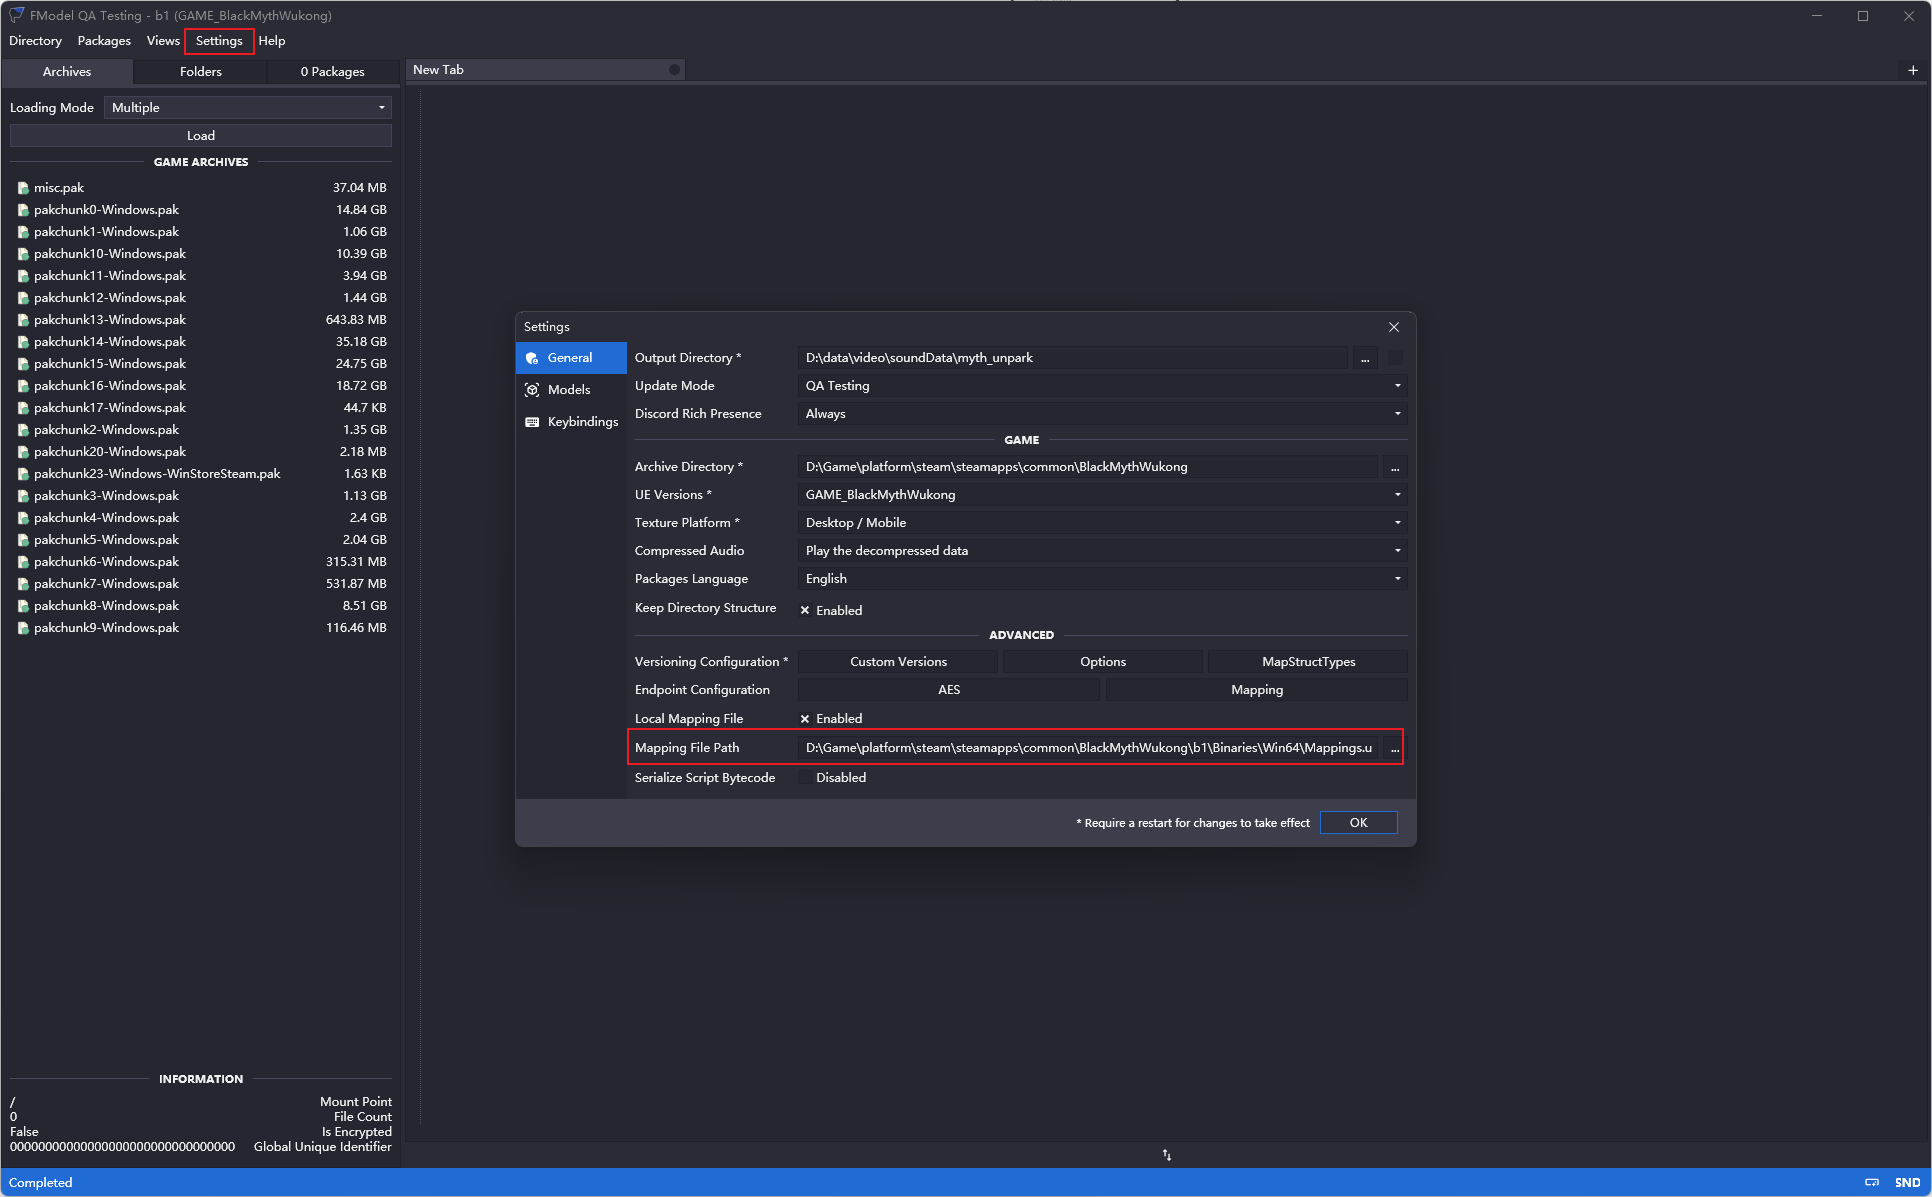 FModel QA Testing - b1 (GAME_BlackMythWukong)
Directory Packages Views Settings Help
Archives Folders 0 Packages
New Tab
Loading Mode Multiple
Load
GAME ARCHIVES
misc.pak 37.04 MB
pakchunk0-Windows.pak 14.84 GB
pakchunk1-Windows.pak 1.06 GB
pakchunk10-Windows.pak 10.39 GB
pakchunk11-Windows.pak 3.94 GB
pakchunk12-Windows.pak 1.44 GB
pakchunk13-Windows.pak 643.83 MB
pakchunk14-Windows.pak 35.18 GB
pakchunk15-Windows.pak 24.75 GB
pakchunk16-Windows.pak 18.72 GB
pakchunk17-Windows.pak 44.7 KB
pakchunk2-Windows.pak 1.35 GB
pakchunk20-Windows.pak 2.18 MB
pakchunk23-Windows-WinStoreSteam.pak 1.63 KB
pakchunk3-Windows.pak 1.13 GB
pakchunk4-Windows.pak 2.4 GB
pakchunk5-Windows.pak 2.04 GB
pakchunk6-Windows.pak 315.31 MB
pakchunk7-Windows.pak 531.87 MB
pakchunk8-Windows.pak 8.51 GB
pakchunk9-Windows.pak 116.46 MB
INFORMATION
/ Mount Point
0 File Count
False Is Encrypted
00000000000000000000000000000000 Global Unique Identifier
Settings
General
Models
Keybindings
Output Directory * D:\data\video\soundData\myth_unpark ...
Update Mode QA Testing
Discord Rich Presence Always
GAME
Archive Directory * D:\Game\platform\steam\steamapps\common\BlackMythWukong ...
UE Versions * GAME_BlackMythWukong
Texture Platform * Desktop / Mobile
Compressed Audio Play the decompressed data
Packages Language English
Keep Directory Structure Enabled
ADVANCED
Versioning Configuration * Custom Versions Options MapStructTypes
Endpoint Configuration AES Mapping
Local Mapping File Enabled
Mapping File Path D:\Game\platform\steam\steamapps\common\BlackMythWukong\b1\Binaries\Win64\Mappings.u ...
Serialize Script Bytecode Disabled
* Require a restart for changes to take effect OK
Completed SND